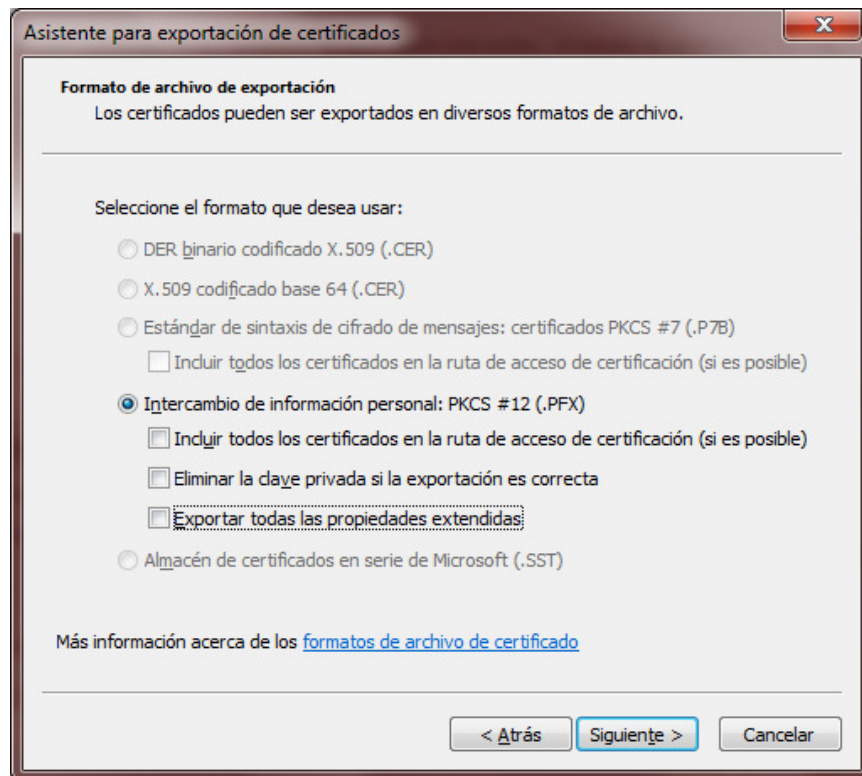 Asistente para exportación de certificados
Formato de archivo de exportación
Los certificados pueden ser exportados en diversos formatos de archivo.
Seleccione el formato que desea usar:
DER binario codificado X.509 (.CER)
X.509 codificado base 64 (.CER)
Estándar de sintaxis de cifrado de mensajes: certificados PKCS #7 (.P7B)
Incluir todos los certificados en la ruta de acceso de certificación (si es posible)
Intercambio de información personal: PKCS #12 (.PFX)
Incluir todos los certificados en la ruta de acceso de certificación (si es posible)
Eliminar la clave privada si la exportación es correcta
Exportar todas las propiedades extendidas
Almacén de certificados en serie de Microsoft (.SST)
Más información acerca de los formatos de archivo de certificado
< Atrás Siguiente > Cancelar